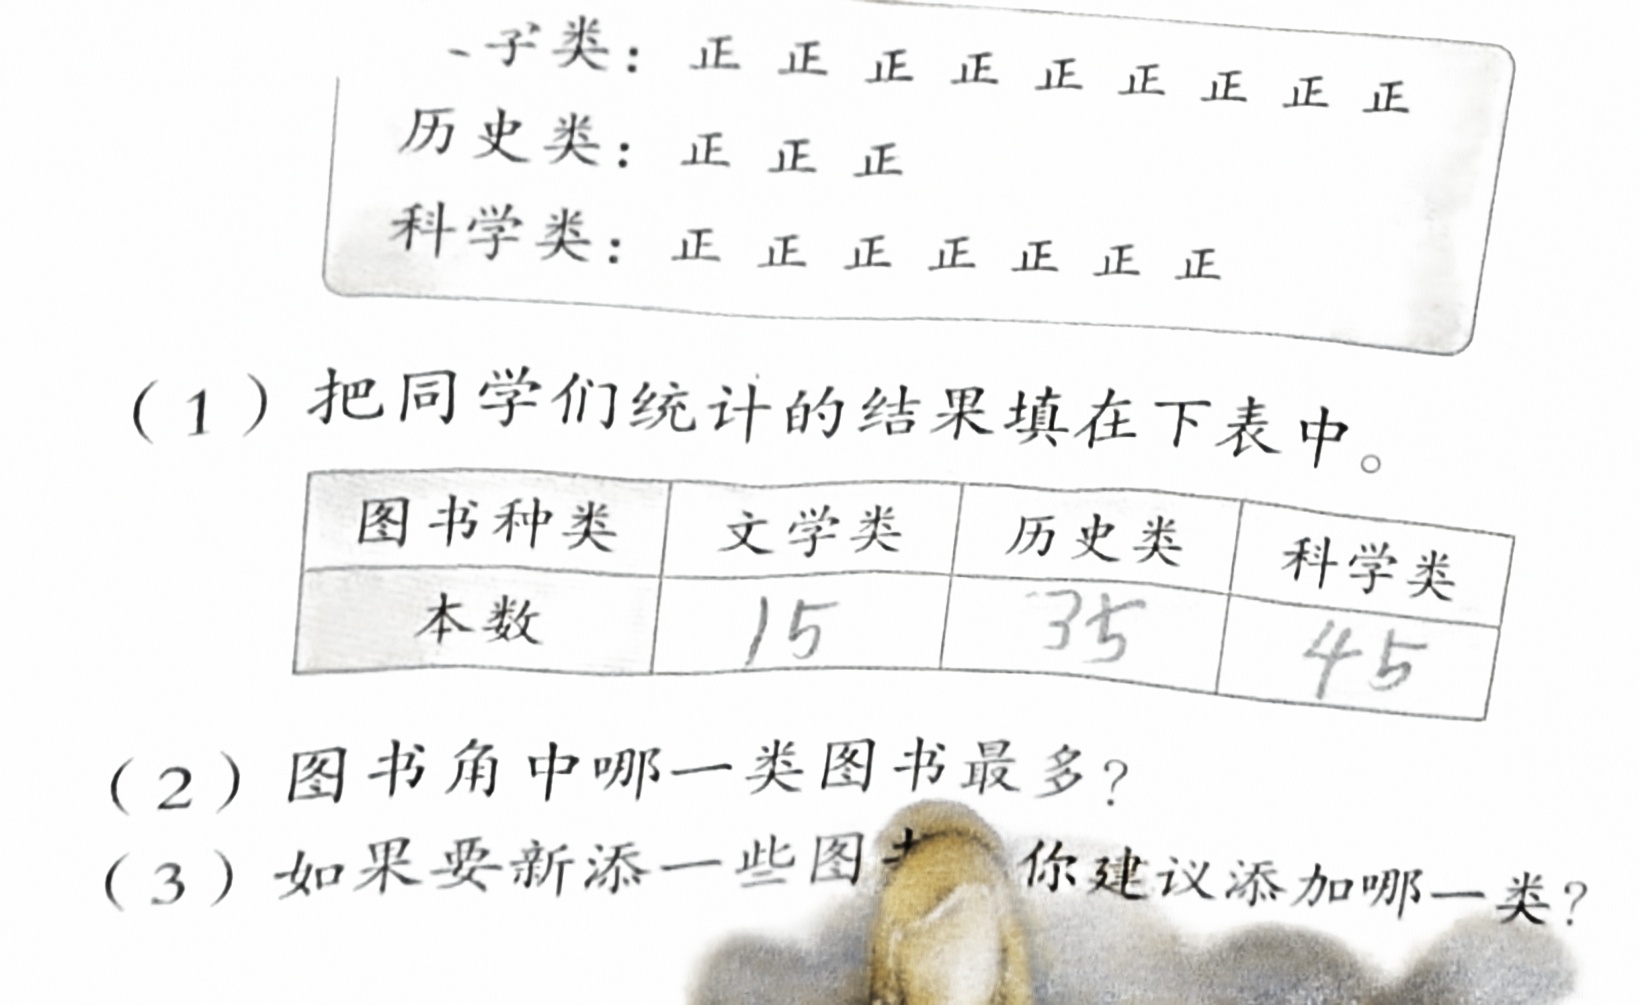 学类：正 正 正 正 正 正 正 正 正
历史类：正 正 正
科学类：正 正 正 正 正 正 正
（1）把同学们统计的结果填在下表中。
图书种类 文学类 历史类 科学类
本数 15 35 45
（2）图书角中哪一类图书最多？
（3）如果要新添一些图 你建议添加哪一类？